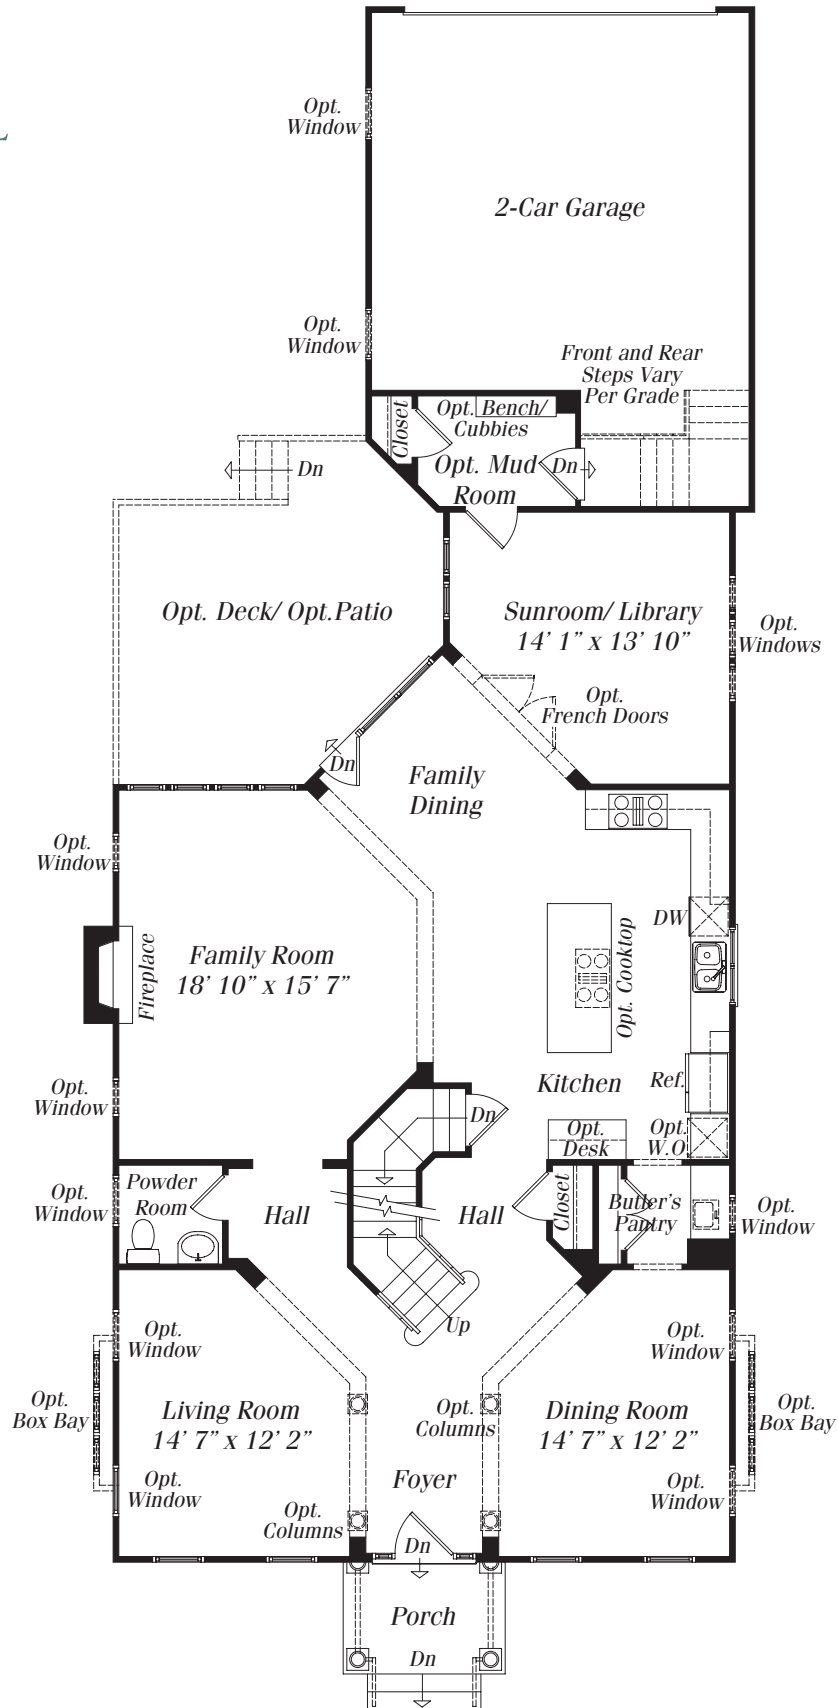 Opt.
Window
2-Car Garage
Opt.
Window
Front and Rear
Steps Vary
Per Grade
Closet
Opt. Bench/
Cubbies
Opt. Mud
Room
Dn
Dn
Opt. Deck/ Opt.Patio
Sunroom/ Library
14' 1" x 13' 10"
Opt.
Windows
Opt.
French Doors
Dn
Family
Dining
Opt.
Window
DW
Fireplace
Family Room
18' 10" x 15' 7"
Opt. Cooktop
Opt.
Window
Kitchen
Ref.
Dn
Opt.
Desk
Opt.
W.O
Opt.
Window
Powder
Room
Hall
Hall
Closet
Butler's
Pantry
Opt.
Window
Up
Opt.
Window
Opt.
Window
Opt.
Box Bay
Living Room
14' 7" x 12' 2"
Opt.
Columns
Dining Room
14' 7" x 12' 2"
Opt.
Box Bay
Opt.
Window
Foyer
Opt.
Window
Opt.
Columns
Dn
Porch
Dn